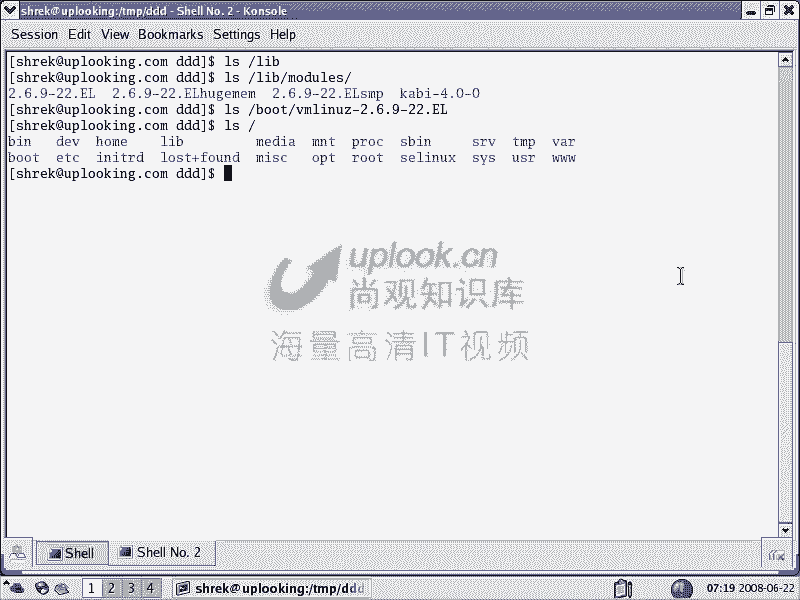 shrek@uplooking:/tmp/ddd - Shell No. 2 - Konsole
Session Edit View Bookmarks Settings Help
[shrek@uplooking.com ddd]$ ls /lib
[shrek@uplooking.com ddd]$ ls /lib/modules/
2.6.9-22.EL  2.6.9-22.ELhugemem  2.6.9-22.ELsmp  kabi-4.0-0
[shrek@uplooking.com ddd]$ ls /boot/vmlinuz-2.6.9-22.EL
[shrek@uplooking.com ddd]$ ls /
bin   dev  home    lib         media  mnt  proc  sbin     srv  tmp  var
boot  etc  initrd  lost+found  misc   opt  root  selinux  sys  usr  www
[shrek@uplooking.com ddd]$
uplook.cn
尚观知识库
海量高清IT视频
Shell Shell No. 2
1 2 3 4 shrek@uplooking:/tmp/ddd 07:19 2008-06-22